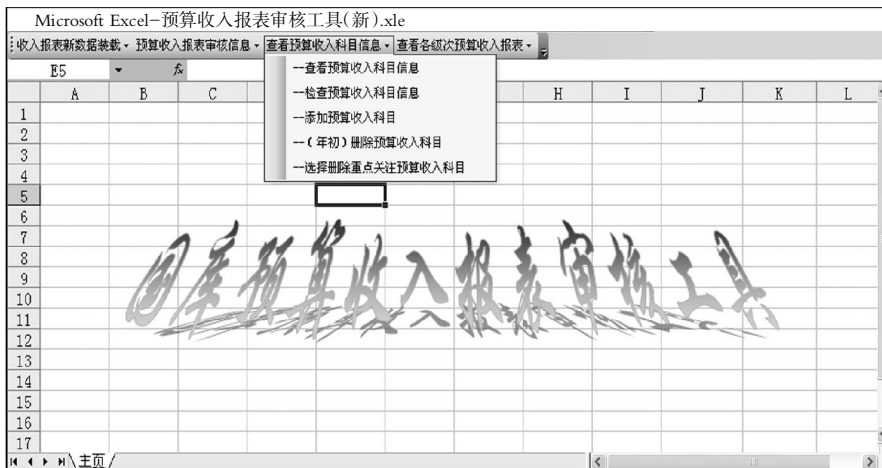 Microsoft Excel-预算收入报表审核工具(新).xle
收入报表新数据装载 预算收入报表审核信息 查看预算收入科目信息 查看各级次预算收入报表
E5 fx
--查看预算收入科目信息
--检查预算收入科目信息
--添加预算收入科目
--(年初)删除预算收入科目
--选择删除重点关注预算收入科目
A B C H I J K L
1
2
3
4
5
6
7
8
9
10
11
12
13
14
15
16
17
国库预算收入报表审核工具
主页